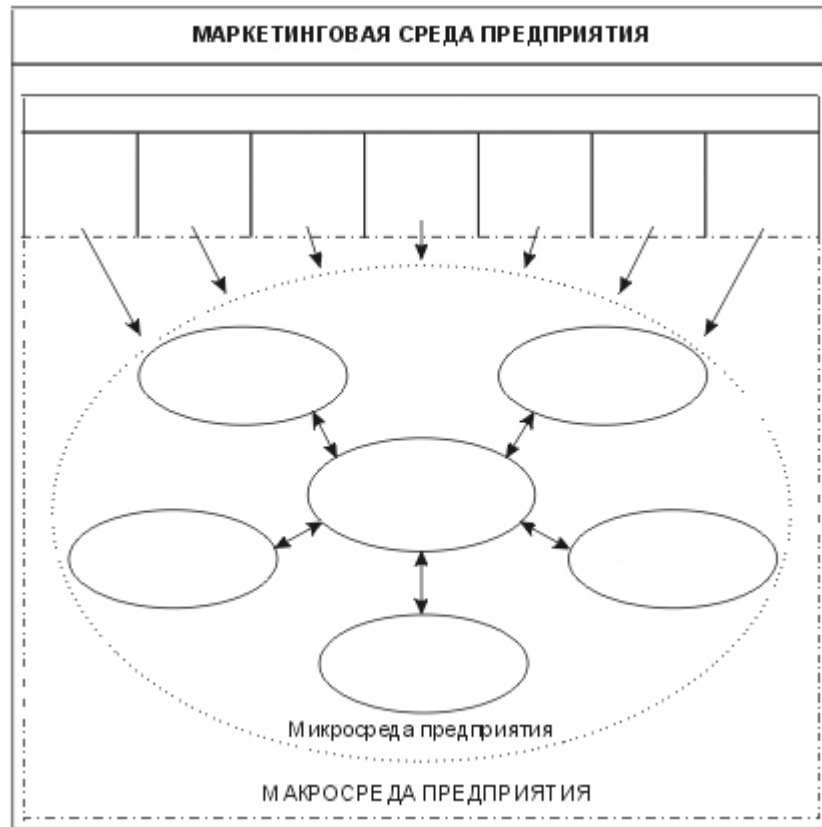 МАРКЕТИНГОВАЯ СРЕДА ПРЕДПРИЯТИЯ
Микросреда предприятия
МАКРОСРЕДА ПРЕДПРИЯТИЯ